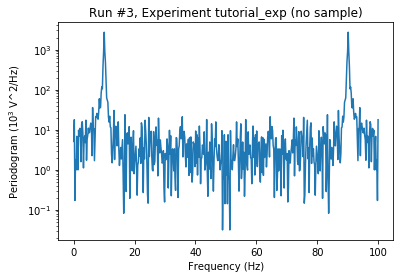 Run #3, Experiment tutorial_exp (no sample)
Periodogram (10³ V^2/Hz)
10³
10²
10¹
10⁰
10⁻¹
0 20 40 60 80 100
Frequency (Hz)